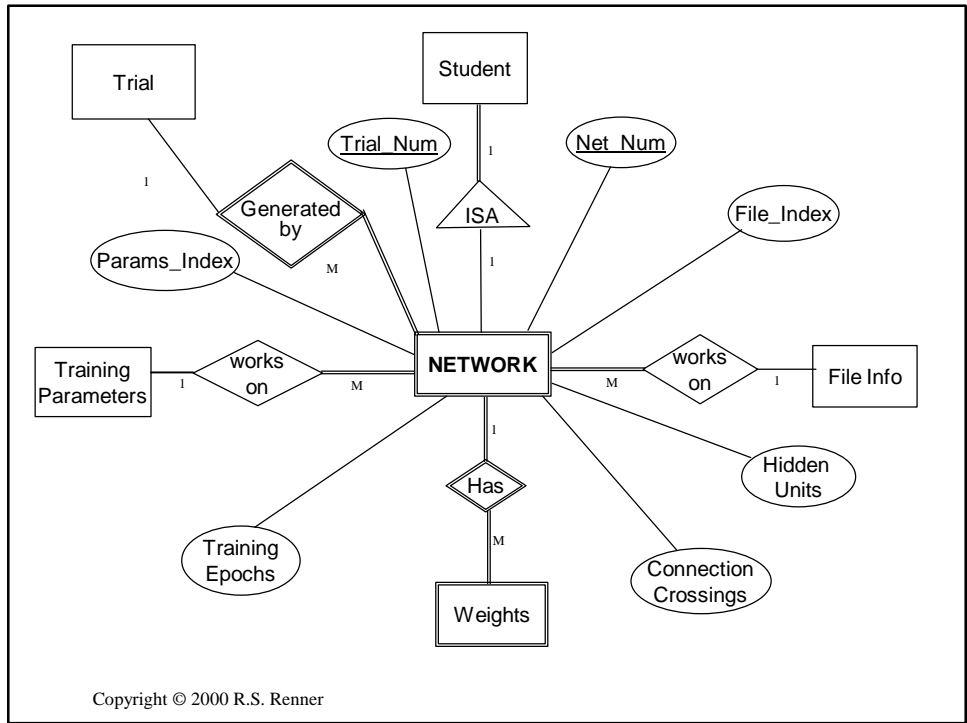 Trial
Student
Trial_Num
Net_Num
1
1
Generated
by
ISA
File_Index
M
Params_Index
1
Training
Parameters
1
works
on
M
NETWORK
M
works
on
1
File Info
1
Has
Hidden
Units
M
Training
Epochs
Connection
Crossings
Weights
Copyright © 2000 R.S. Renner